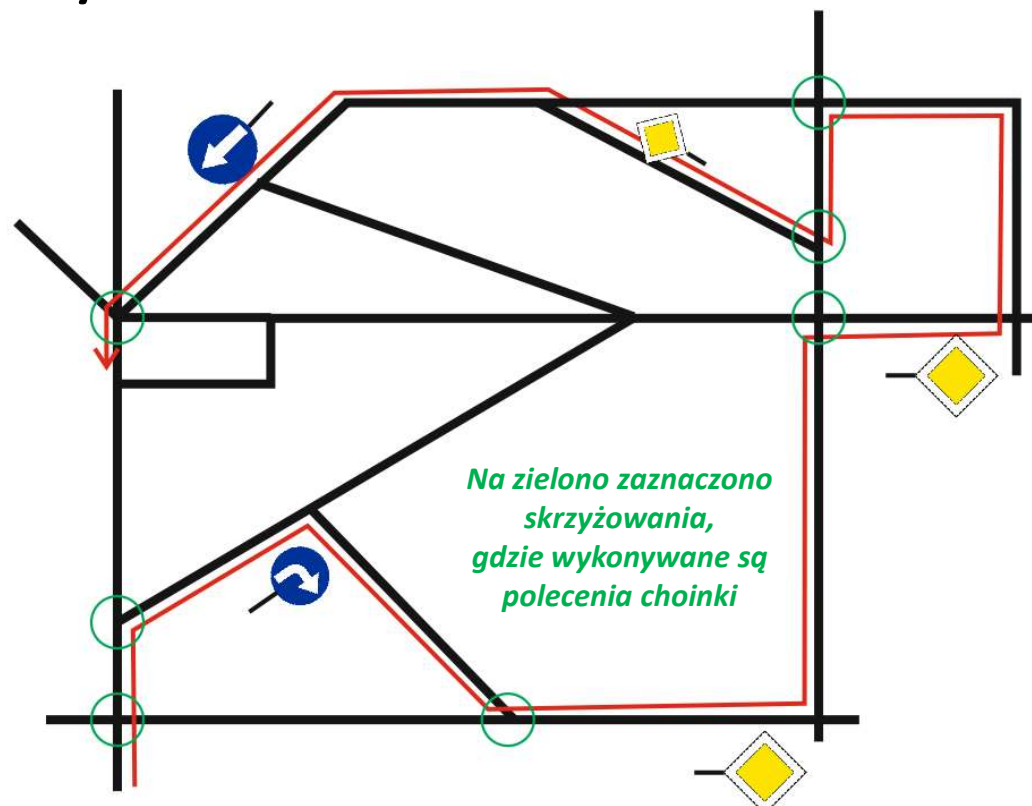 Na zielono zaznaczono
skrzyżowania,
gdzie wykonywane są
polecenia choinki